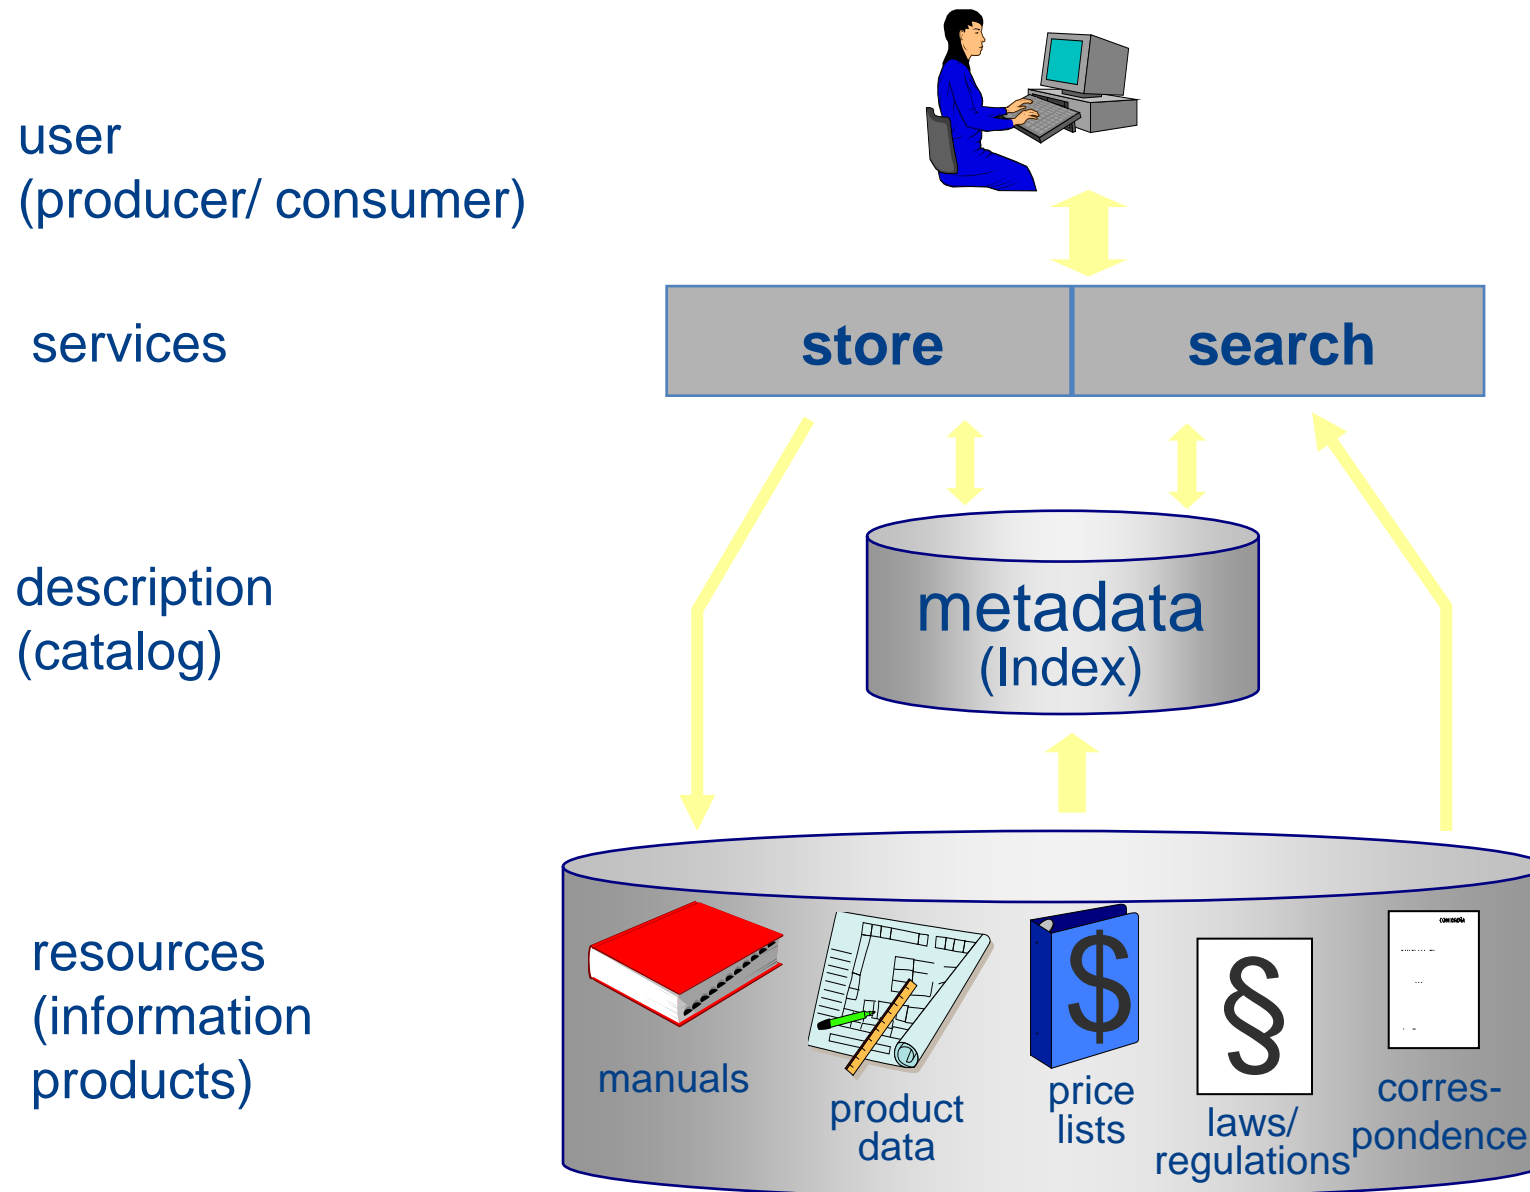 user
(producer/ consumer)
services
store
search
description
(catalog)
metadata
(Index)
resources
(information
products)
$
§
manuals
product
data
price
lists
laws/
regulations
corres-
pondence